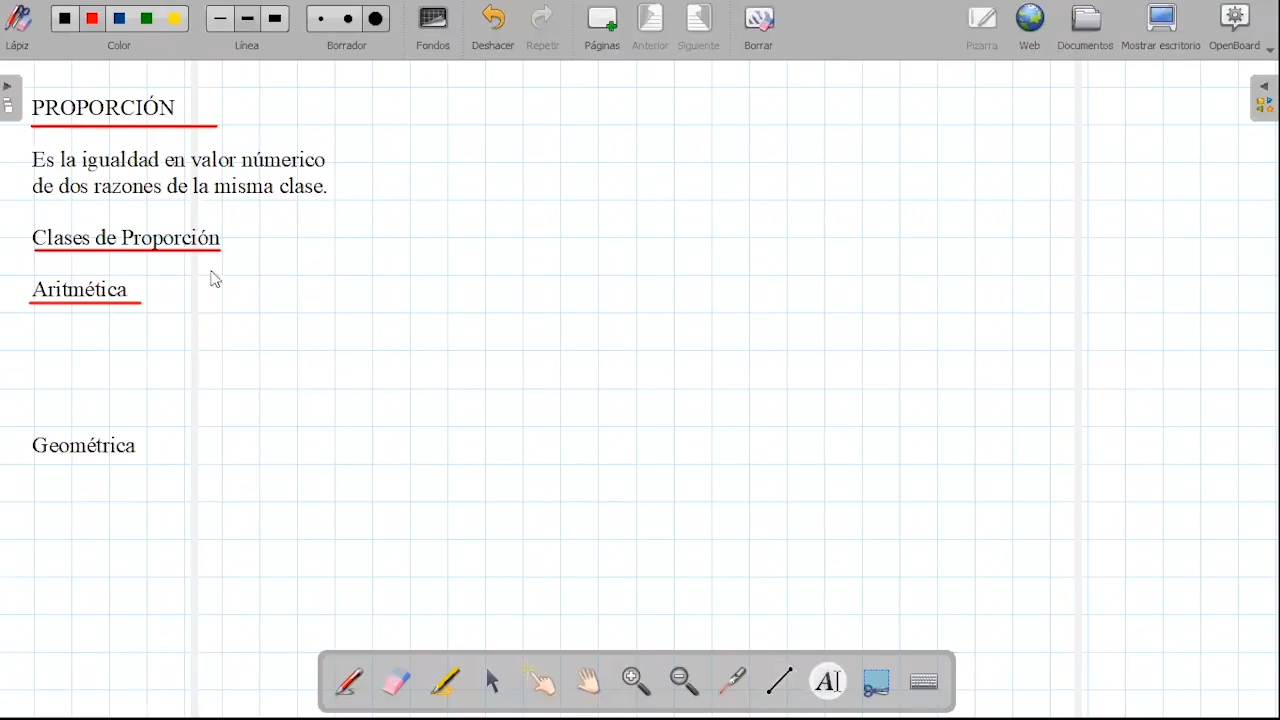 Lápiz Color Línea Borrador Fondos Deshacer Repetir Páginas Anterior Siguiente Borrar Pizarra Web Documentos Mostrar escritorio OpenBoard
PROPORCIÓN
Es la igualdad en valor númerico
de dos razones de la misma clase.
Clases de Proporción
Aritmética
Geométrica
AI